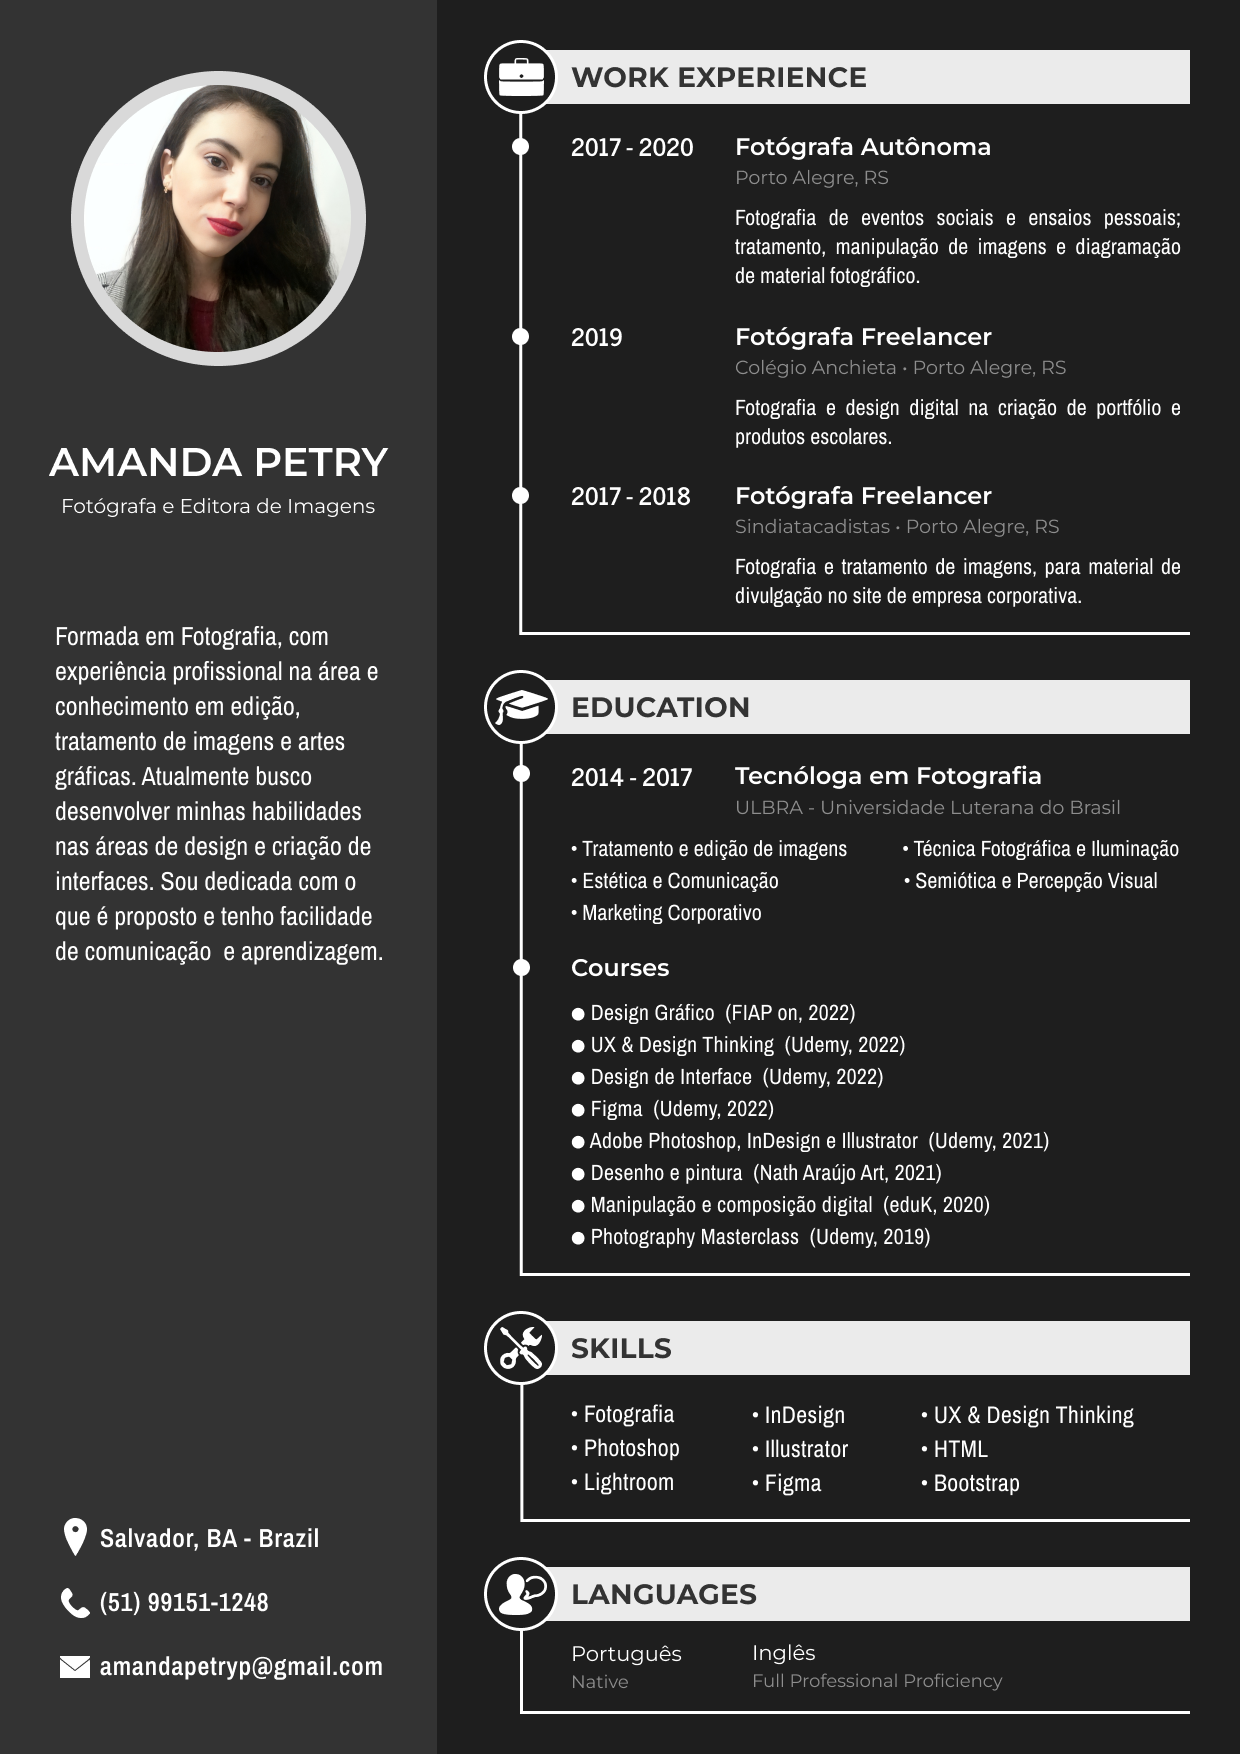 AMANDA PETRY
Fotógrafa e Editora de Imagens
Formada em Fotografia, com
experiência profissional na área e
conhecimento em edição,
tratamento de imagens e artes
gráficas. Atualmente busco
desenvolver minhas habilidades
nas áreas de design e criação de
interfaces. Sou dedicada com o
que é proposto e tenho facilidade
de comunicação  e aprendizagem.
Salvador, BA - Brazil
(51) 99151-1248
amandapetryp@gmail.com
WORK EXPERIENCE
2017 - 2020
Fotógrafa Autônoma
Porto Alegre, RS
Fotografia de eventos sociais e ensaios pessoais;
tratamento, manipulação de imagens e diagramação
de material fotográfico.
2019
Fotógrafa Freelancer
Colégio Anchieta • Porto Alegre, RS
Fotografia e design digital na criação de portfólio e
produtos escolares.
2017 - 2018
Fotógrafa Freelancer
Sindiatacadistas • Porto Alegre, RS
Fotografia e tratamento de imagens, para material de
divulgação no site de empresa corporativa.
EDUCATION
2014 - 2017
Tecnóloga em Fotografia
ULBRA - Universidade Luterana do Brasil
• Tratamento e edição de imagens
• Estética e Comunicação
• Marketing Corporativo
• Técnica Fotográfica e Iluminação
• Semiótica e Percepção Visual
Courses
● Design Gráfico  (FIAP on, 2022)
● UX & Design Thinking  (Udemy, 2022)
● Design de Interface  (Udemy, 2022)
● Figma  (Udemy, 2022)
● Adobe Photoshop, InDesign e Illustrator  (Udemy, 2021)
● Desenho e pintura  (Nath Araújo Art, 2021)
● Manipulação e composição digital  (eduK, 2020)
● Photography Masterclass  (Udemy, 2019)
SKILLS
• Fotografia
• Photoshop
• Lightroom
• InDesign
• Illustrator
• Figma
• UX & Design Thinking
• HTML
• Bootstrap
LANGUAGES
Português
Native
Inglês
Full Professional Proficiency